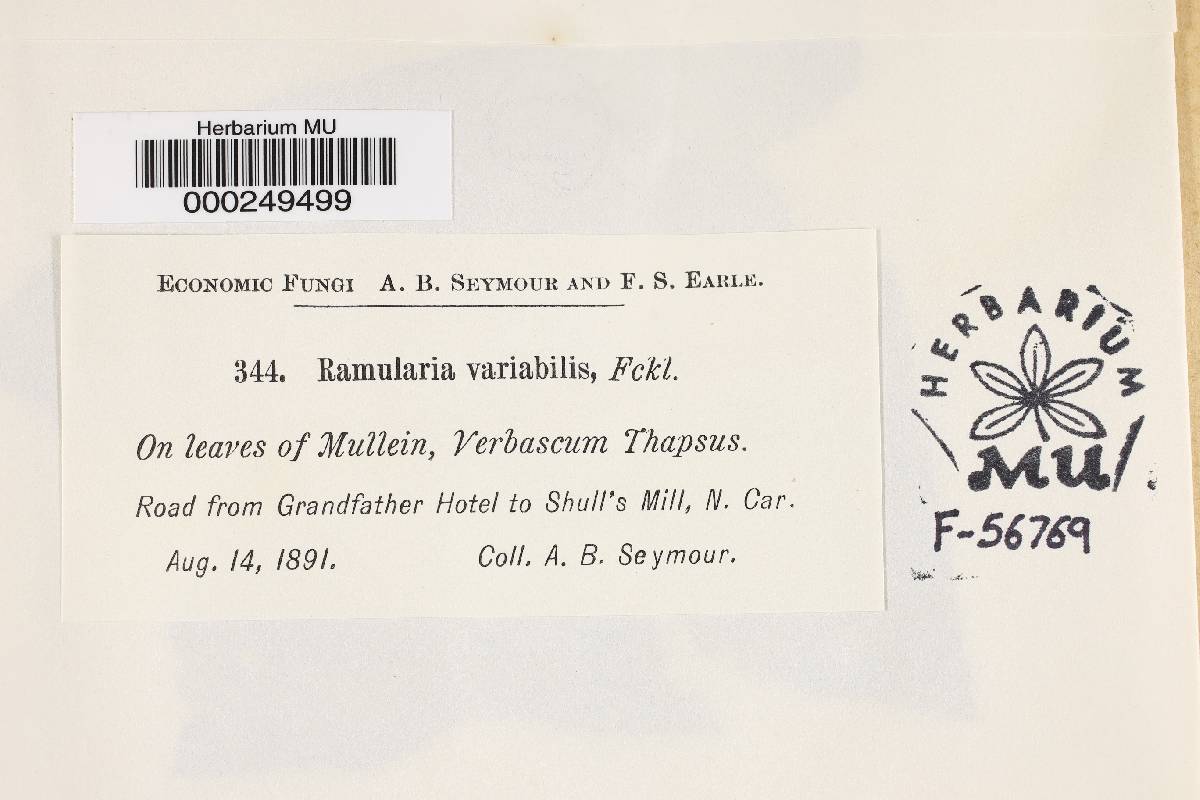 Herbarium MU
000249499
ECONOMIC FUNGI A. B. SEYMOUR AND F. S. EARLE.
344. Ramularia variabilis, Fckl.
On leaves of Mullein, Verbascum Thapsus.
Road from Grandfather Hotel to Shull's Mill, N. Car.
Aug. 14, 1891. Coll. A. B. Seymour.
HERBARIUM
MU
F-56769